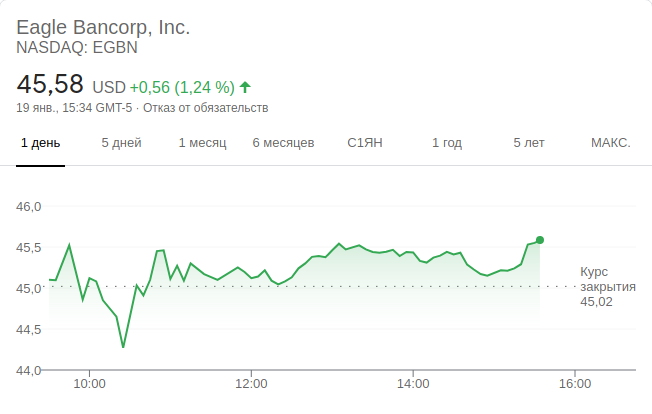 Eagle Bancorp, Inc.
NASDAQ: EGBN
45,58 USD +0,56 (1,24 %)
19 янв., 15:34 GMT-5 · Отказ от обязательств
1 день 5 дней 1 месяц 6 месяцев С1ЯН 1 год 5 лет МАКС.
46,0
45,5
45,0
44,5
44,0
Курс
закрытия
45,02
10:00 12:00 14:00 16:00